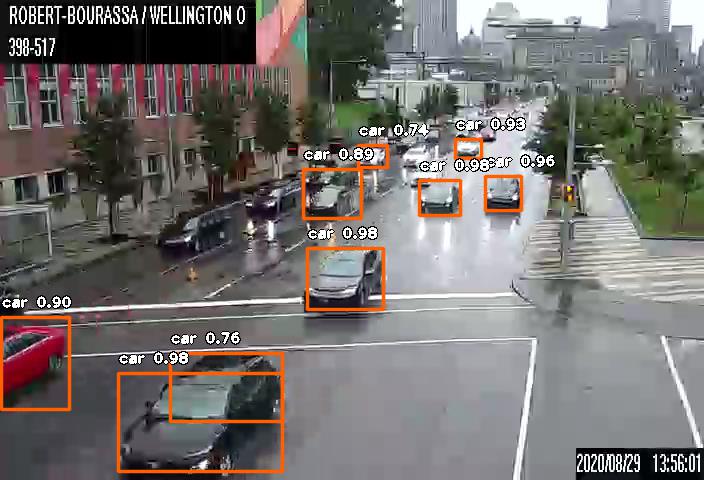 ROBERT-BOURASSA / WELLINGTON O
398-517
car 0.74
car 0.93
car 0.89
car 0.98
car 0.96
car 0.98
car 0.90
car 0.76
car 0.98
2020/08/29 13:56:01